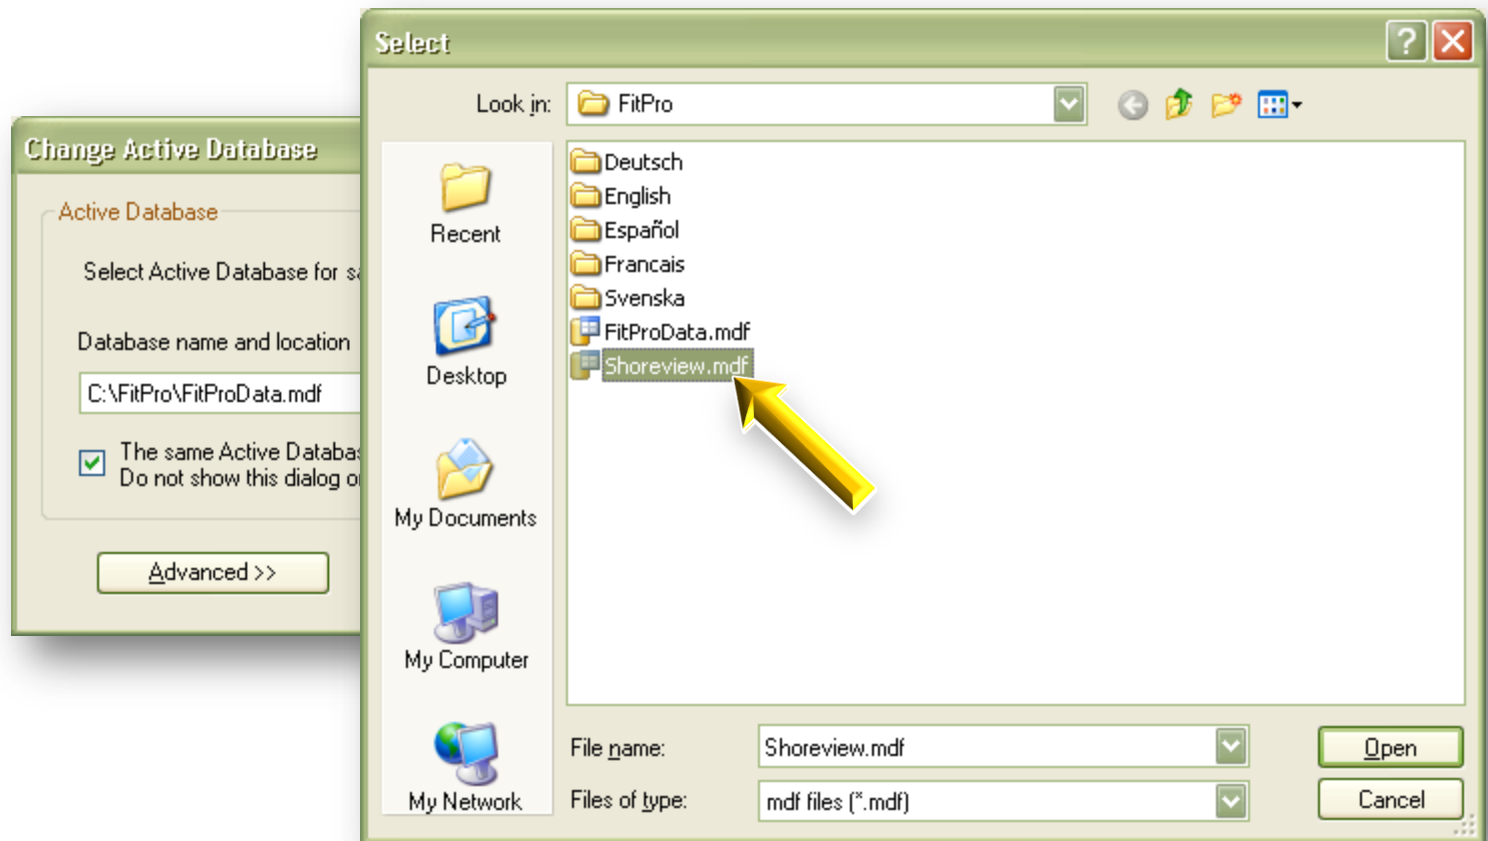 Select
Look in:
FitPro
Change Active Database
Active Database
Select Active Database for
Database name and location
C:\FitPro\FitProData.mdf
The same Active
Do not show this dialog
Advanced >>
Recent
Desktop
My Documents
My Computer
My Network
Deutsch
English
Español
Francais
Svenska
FitProData.mdf
Shoreview.mdf
File name:
Shoreview.mdf
Open
Files of type:
mdf files (*.mdf)
Cancel